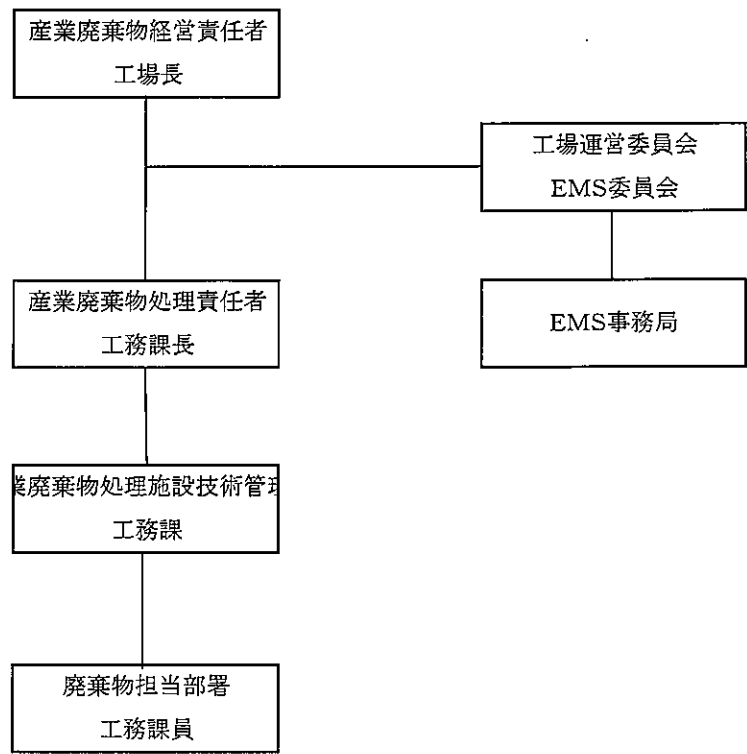 産業廃棄物経営責任者
工場長
工場運営委員会
EMS委員会
産業廃棄物処理責任者
工務課長
EMS事務局
業廃棄物処理施設技術管理
工務課
廃棄物担当部署
工務課員